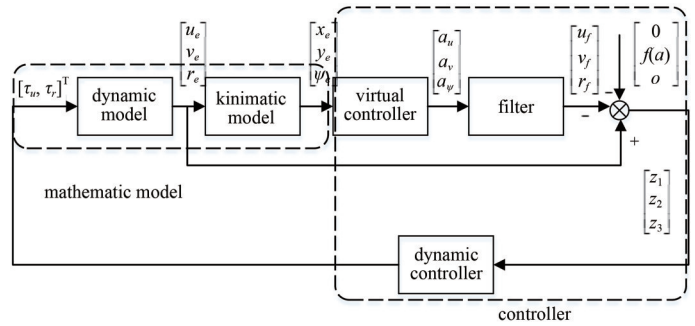 [τu, τr]T
dynamic
model
ue
ve
re
kinimatic
model
xe
ye
ψe
virtual
controller
au
av
aψ
filter
uf
vf
rf
0
f(a)
o
−
−
+
z1
z2
z3
mathematic model
dynamic
controller
controller